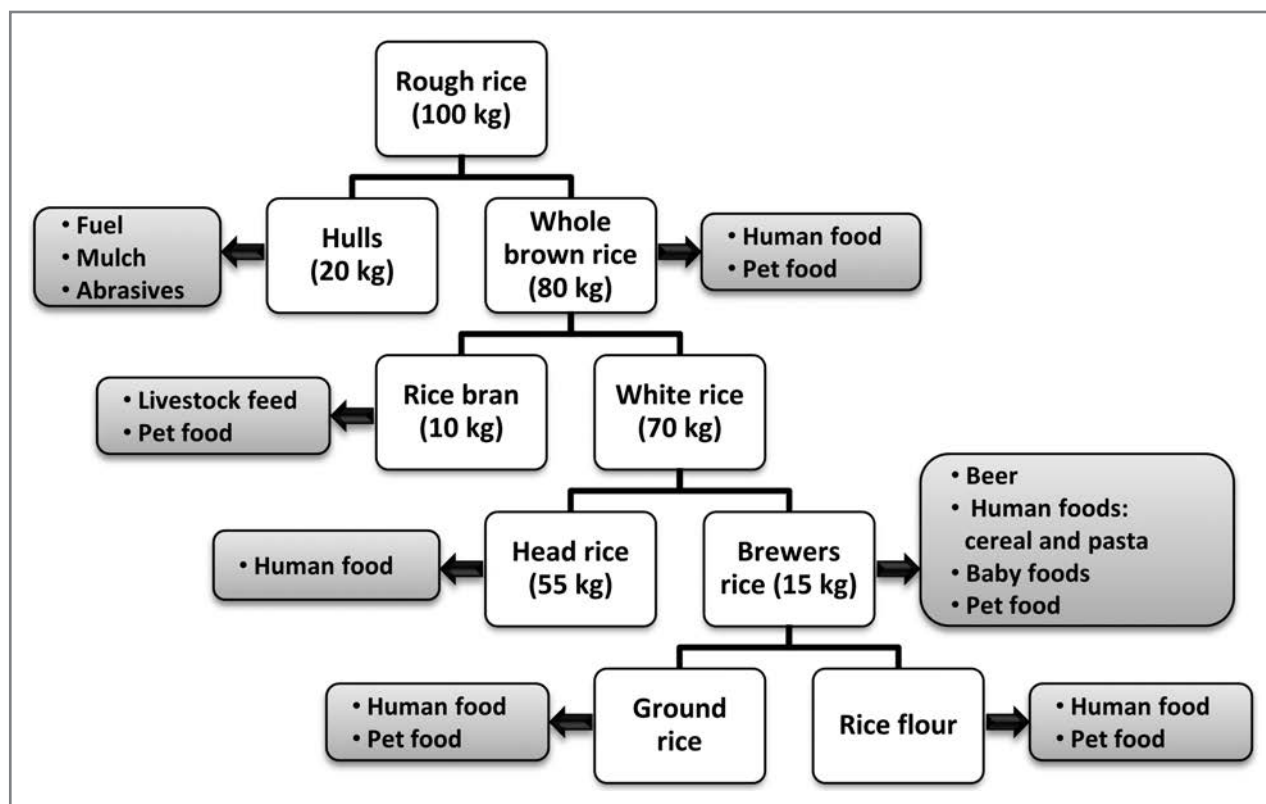 Rough rice
(100 kg)
• Fuel
• Mulch
• Abrasives
Hulls
(20 kg)
Whole
brown rice
(80 kg)
• Human food
• Pet food
• Livestock feed
• Pet food
Rice bran
(10 kg)
White rice
(70 kg)
• Human food
Head rice
(55 kg)
Brewers
rice (15 kg)
• Beer
• Human foods:
cereal and pasta
• Baby foods
• Pet food
• Human food
• Pet food
Ground
rice
Rice flour
• Human food
• Pet food